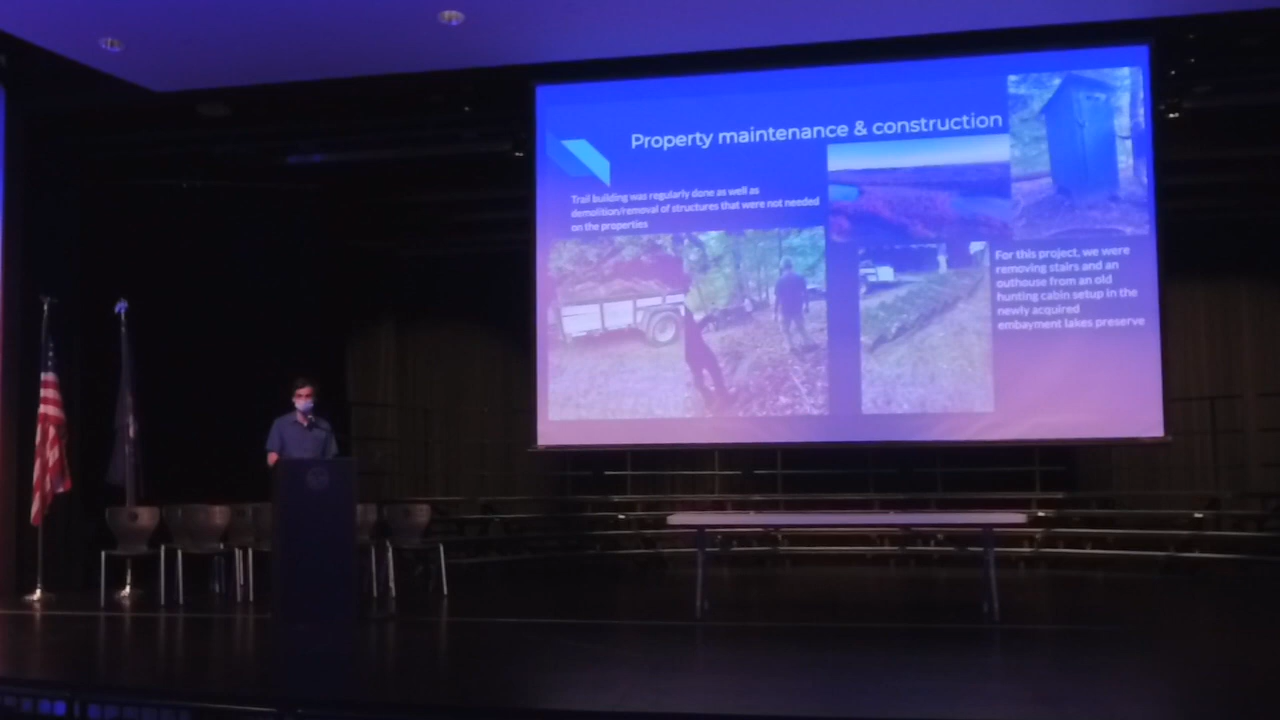 Property maintenance & construction
Trail building was regularly done as well as
demolition/removal of structures that were not needed
on the properties
For this project, we were
removing stairs and an
outhouse from an old
hunting cabin setup in the
newly acquired
embayment lakes preserve